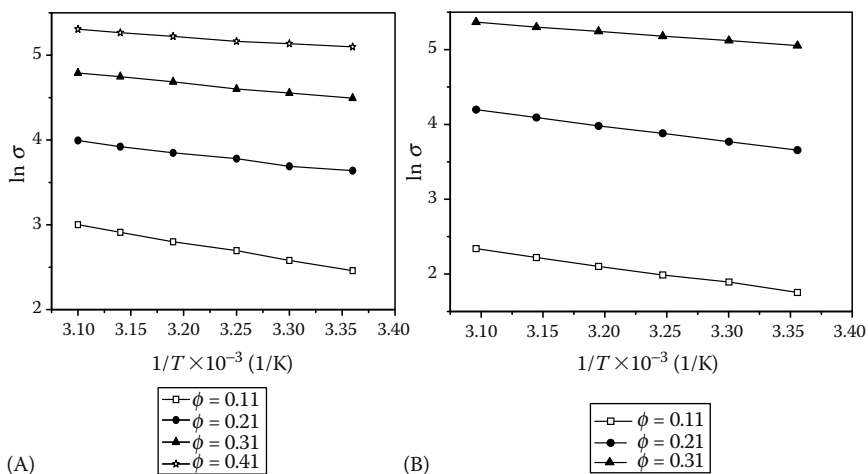 5
4
3
2
ln σ
3.10 3.15 3.20 3.25 3.30 3.35 3.40
1/T × 10⁻³ (1/K)
ϕ = 0.11
ϕ = 0.21
ϕ = 0.31
ϕ = 0.41
(A)
5
4
3
2
ln σ
3.10 3.15 3.20 3.25 3.30 3.35 3.40
1/T × 10⁻³ (1/K)
ϕ = 0.11
ϕ = 0.21
ϕ = 0.31
(B)